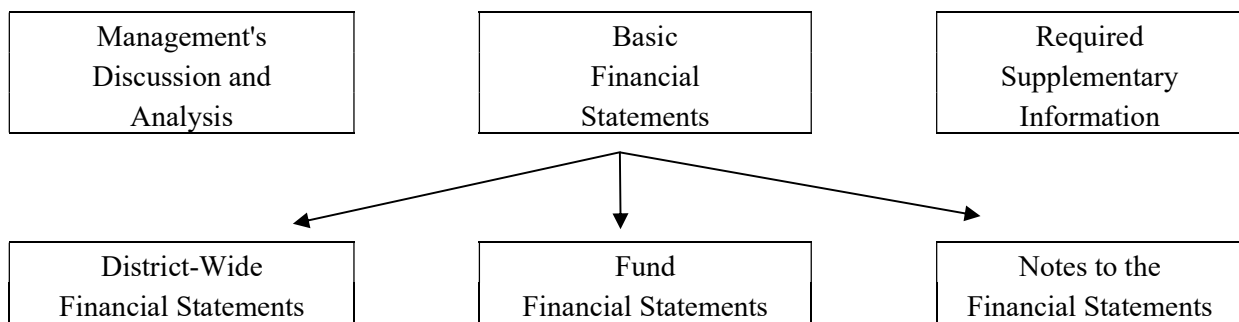 Management's
Discussion and
Analysis
Basic
Financial
Statements
Required
Supplementary
Information
District-Wide
Financial Statements
Fund
Financial Statements
Notes to the
Financial Statements